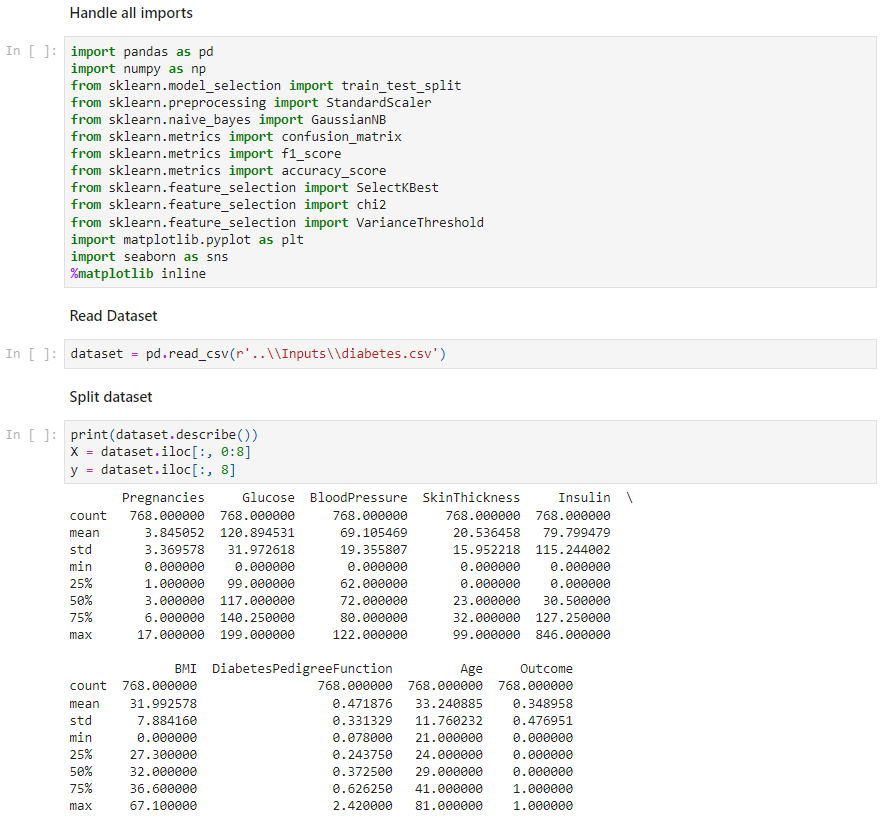 Handle all imports
In [ ]:
import pandas as pd
import numpy as np
from sklearn.model_selection import train_test_split
from sklearn.preprocessing import StandardScaler
from sklearn.naive_bayes import GaussianNB
from sklearn.metrics import confusion_matrix
from sklearn.metrics import f1_score
from sklearn.metrics import accuracy_score
from sklearn.feature_selection import SelectKBest
from sklearn.feature_selection import chi2
from sklearn.feature_selection import VarianceThreshold
import matplotlib.pyplot as plt
import seaborn as sns
%matplotlib inline
Read Dataset
In [ ]:
dataset = pd.read_csv(r'..\\Inputs\\diabetes.csv')
Split dataset
In [ ]:
print(dataset.describe())
X = dataset.iloc[:, 0:8]
y = dataset.iloc[:, 8]
Pregnancies Glucose BloodPressure SkinThickness Insulin \
count 768.000000 768.000000 768.000000 768.000000 768.000000
mean 3.845052 120.894531 69.105469 20.536458 79.799479
std 3.369578 31.972618 19.355807 15.952218 115.244002
min 0.000000 0.000000 0.000000 0.000000 0.000000
25% 1.000000 99.000000 62.000000 0.000000 0.000000
50% 3.000000 117.000000 72.000000 23.000000 30.500000
75% 6.000000 140.250000 80.000000 32.000000 127.250000
max 17.000000 199.000000 122.000000 99.000000 846.000000
BMI DiabetesPedigreeFunction Age Outcome
count 768.000000 768.000000 768.000000 768.000000
mean 31.992578 0.471876 33.240885 0.348958
std 7.884160 0.331329 11.760232 0.476951
min 0.000000 0.078000 21.000000 0.000000
25% 27.300000 0.243750 24.000000 0.000000
50% 32.000000 0.372500 29.000000 0.000000
75% 36.600000 0.626250 41.000000 1.000000
max 67.100000 2.420000 81.000000 1.000000